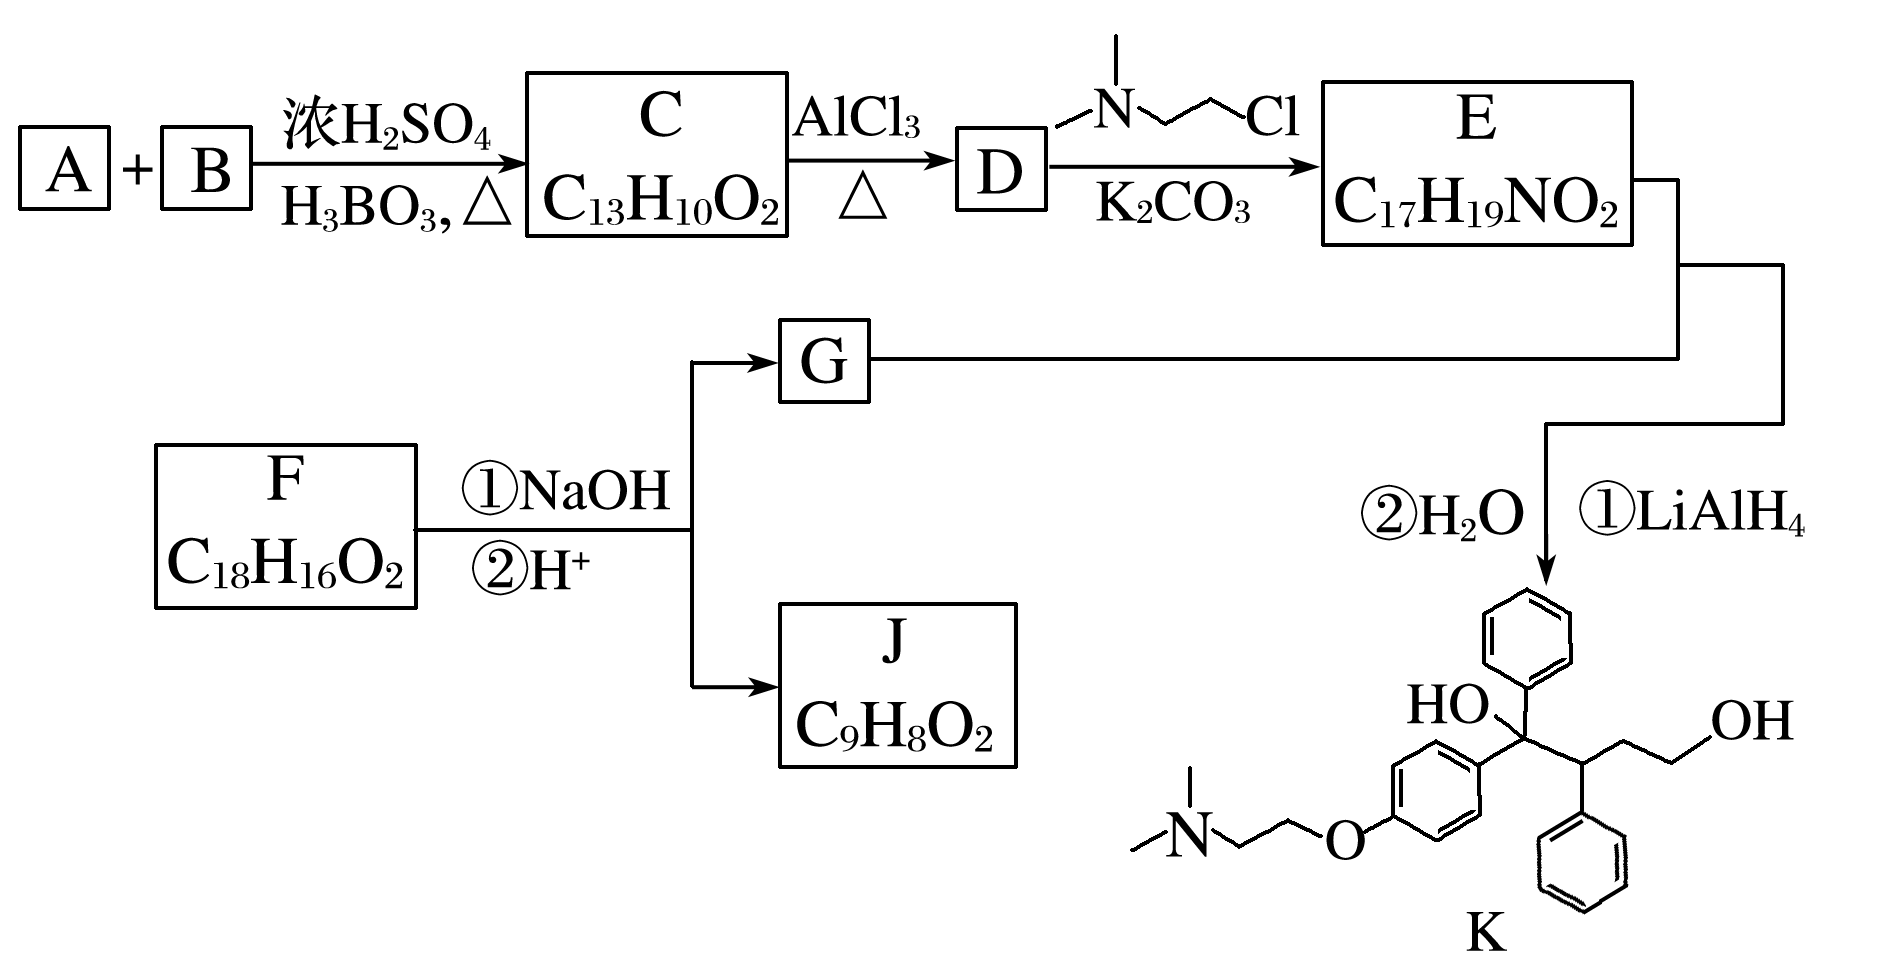 A + B
浓H₂SO₄
H₃BO₃, △
C
C₁₃H₁₀O₂
AlCl₃
△
D
N Cl
K₂CO₃
E
C₁₇H₁₉NO₂
F
C₁₈H₁₆O₂
①NaOH
②H⁺
G
J
C₉H₈O₂
②H₂O ①LiAlH₄
HO
OH
N
O
K